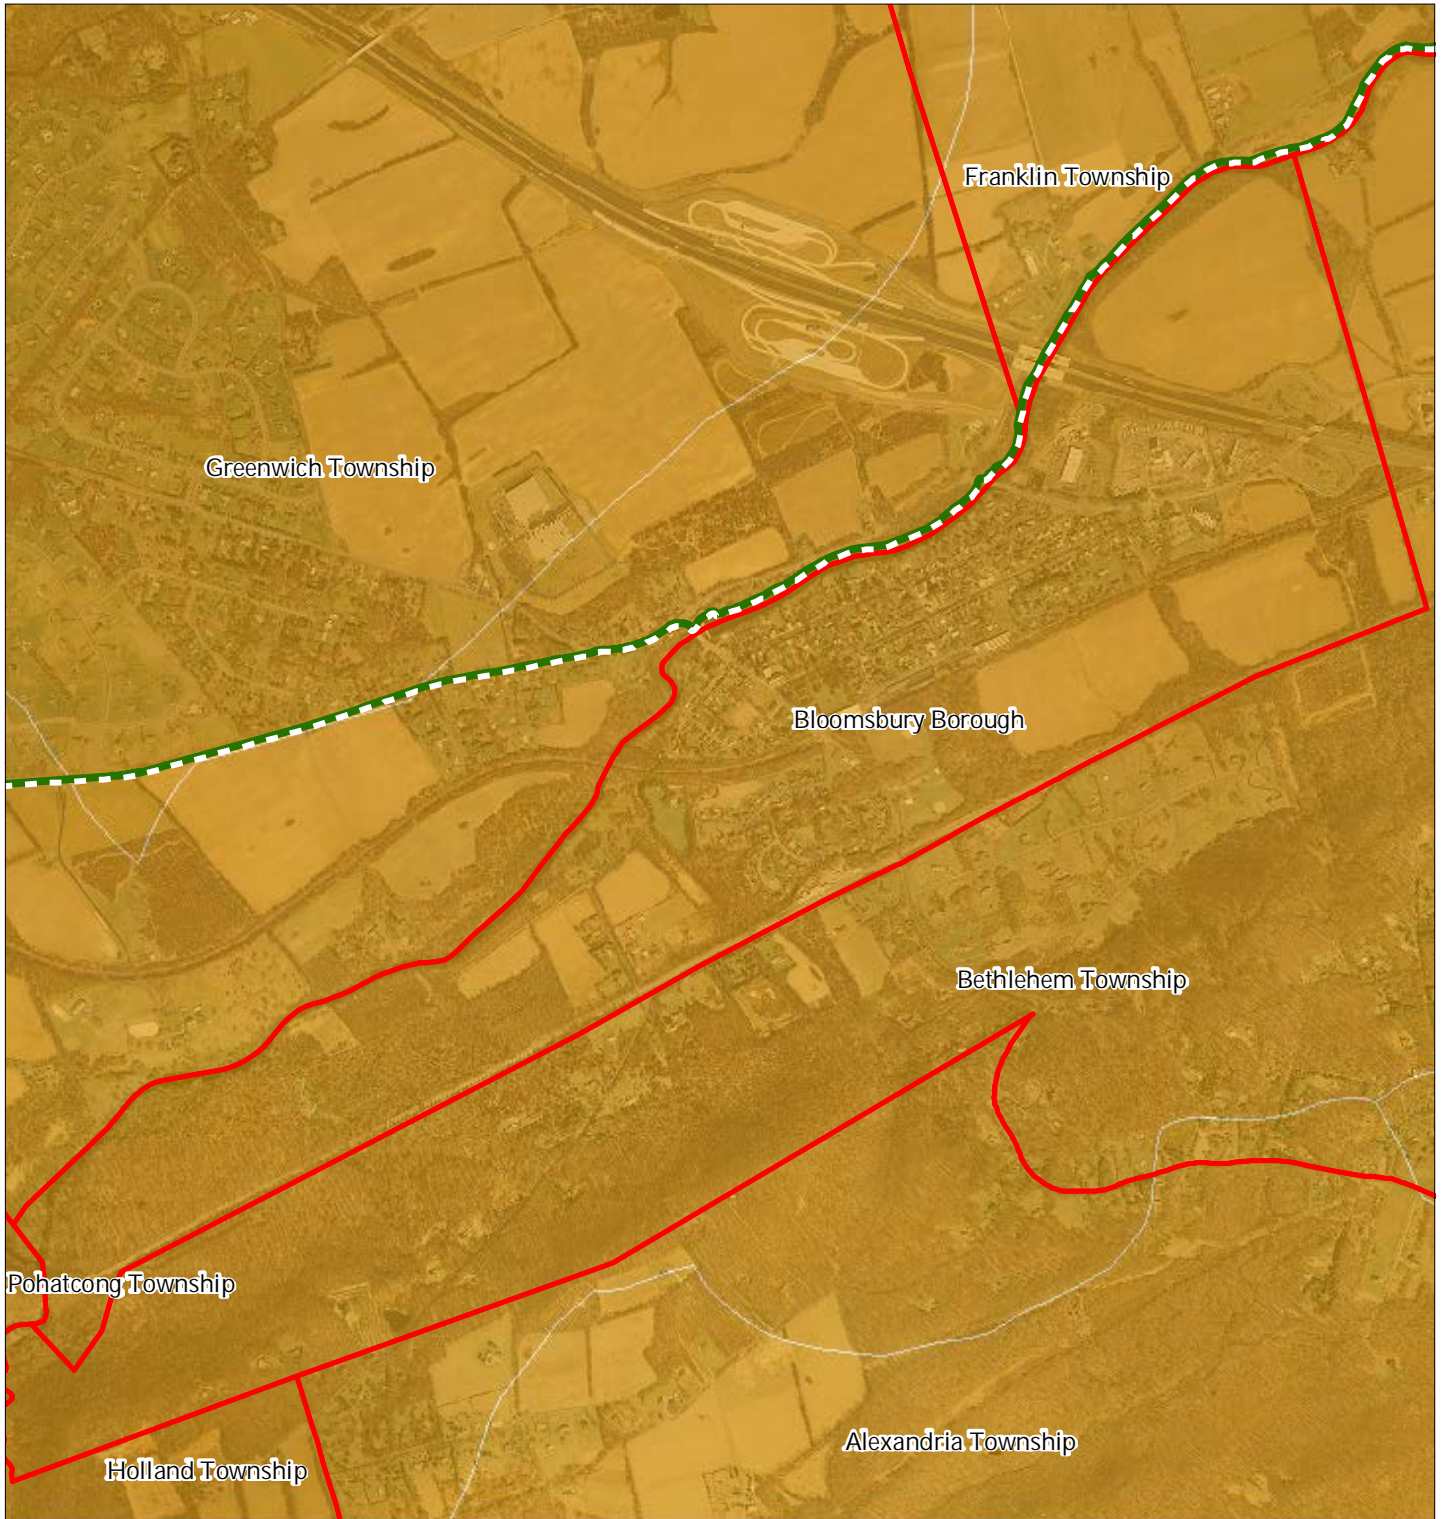 Franklin Township
Greenwich Township
Bloomsbury Borough
Bethlehem Township
Pohatcong Township
Alexandria Township
Holland Township